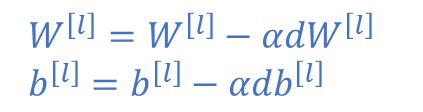 W^{[l]} = W^{[l]} − αdW^{[l]}
b^{[l]} = b^{[l]} − αdb^{[l]}